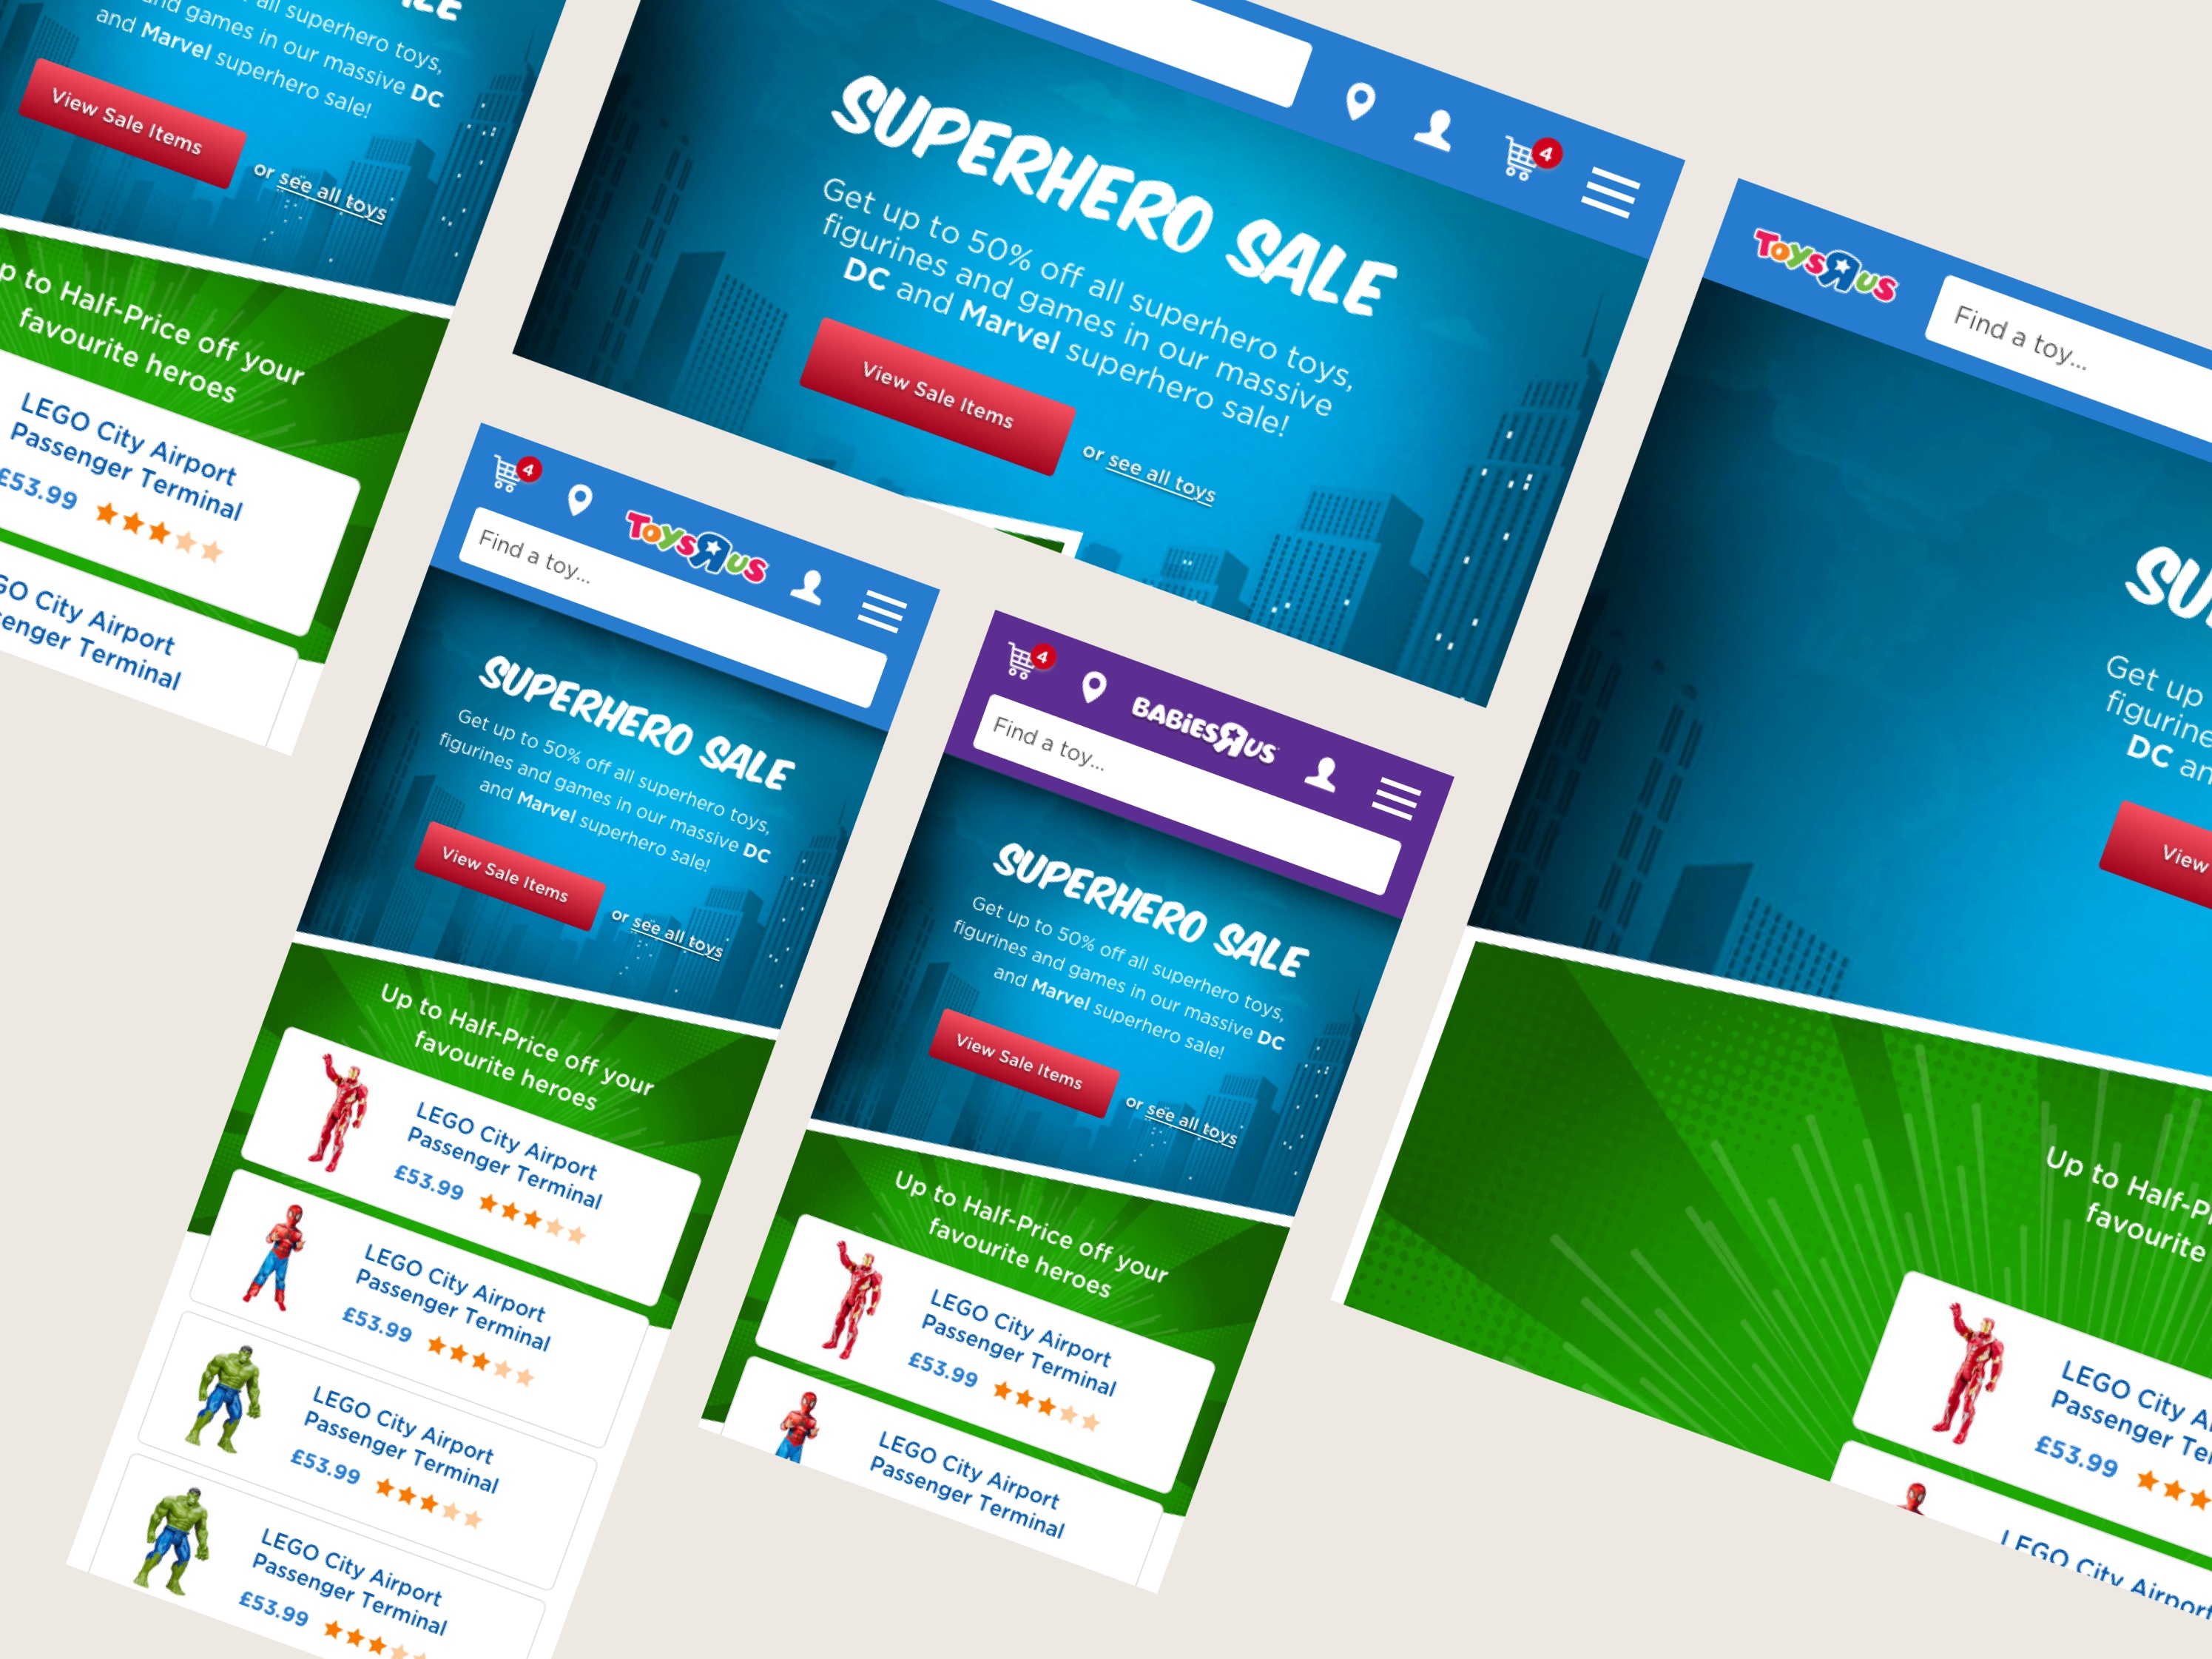 all superhero toys,
and games in our massive DC
and Marvel superhero sale!
View Sale Items
or see all toys
p to Half-Price off your
favourite heroes
LEGO City Airport
Passenger Terminal
£53.99
GO City Airport
senger Terminal
4
SUPERHERO SALE
Get up to 50% off all superhero toys,
figurines and games in our massive
DC and Marvel superhero sale!
View Sale Items
or see all toys
4
ToysRus
Find a toy...
SUPERHERO SALE
Get up to 50% off all superhero toys,
figurines and games in our massive DC
and Marvel superhero sale!
View Sale Items
or see all toys
Up to Half-Price off your
favourite heroes
LEGO City Airport
Passenger Terminal
£53.99
LEGO City Airport
Passenger Terminal
£53.99
LEGO City Airport
Passenger Terminal
£53.99
LEGO City Airport
Passenger Terminal
£53.99
4
BABiESRUS
Find a toy...
SUPERHERO SALE
Get up to 50% off all superhero toys,
figurines and games in our massive DC
and Marvel superhero sale!
View Sale Items
or see all toys
Up to Half-Price off your
favourite heroes
LEGO City Airport
Passenger Terminal
£53.99
LEGO City Airport
Passenger Terminal
ToysRus
Find a toy...
SU
Get up
figurine
DC an
View
Up to Half-P
favourite
LEGO City A
Passenger Te
£53.99
LEGO City Airport